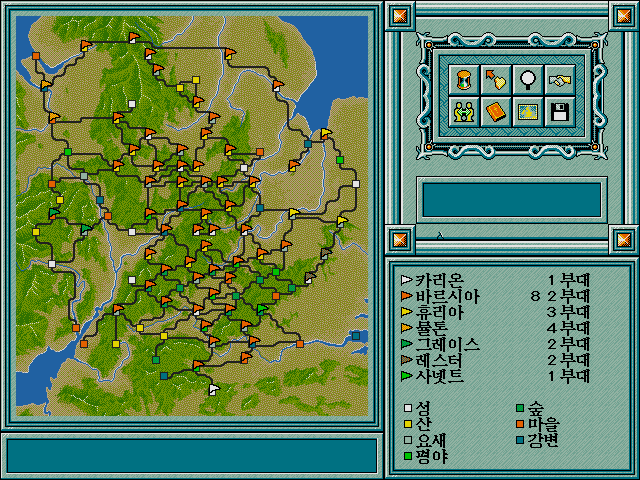 카리온 1부대
바르시아 82부대
휴리아 3부대
뮬톤 4부대
그레이스 2부대
레스터 2부대
사넷트 1부대
성 숲
산 마을
요새 강변
평야